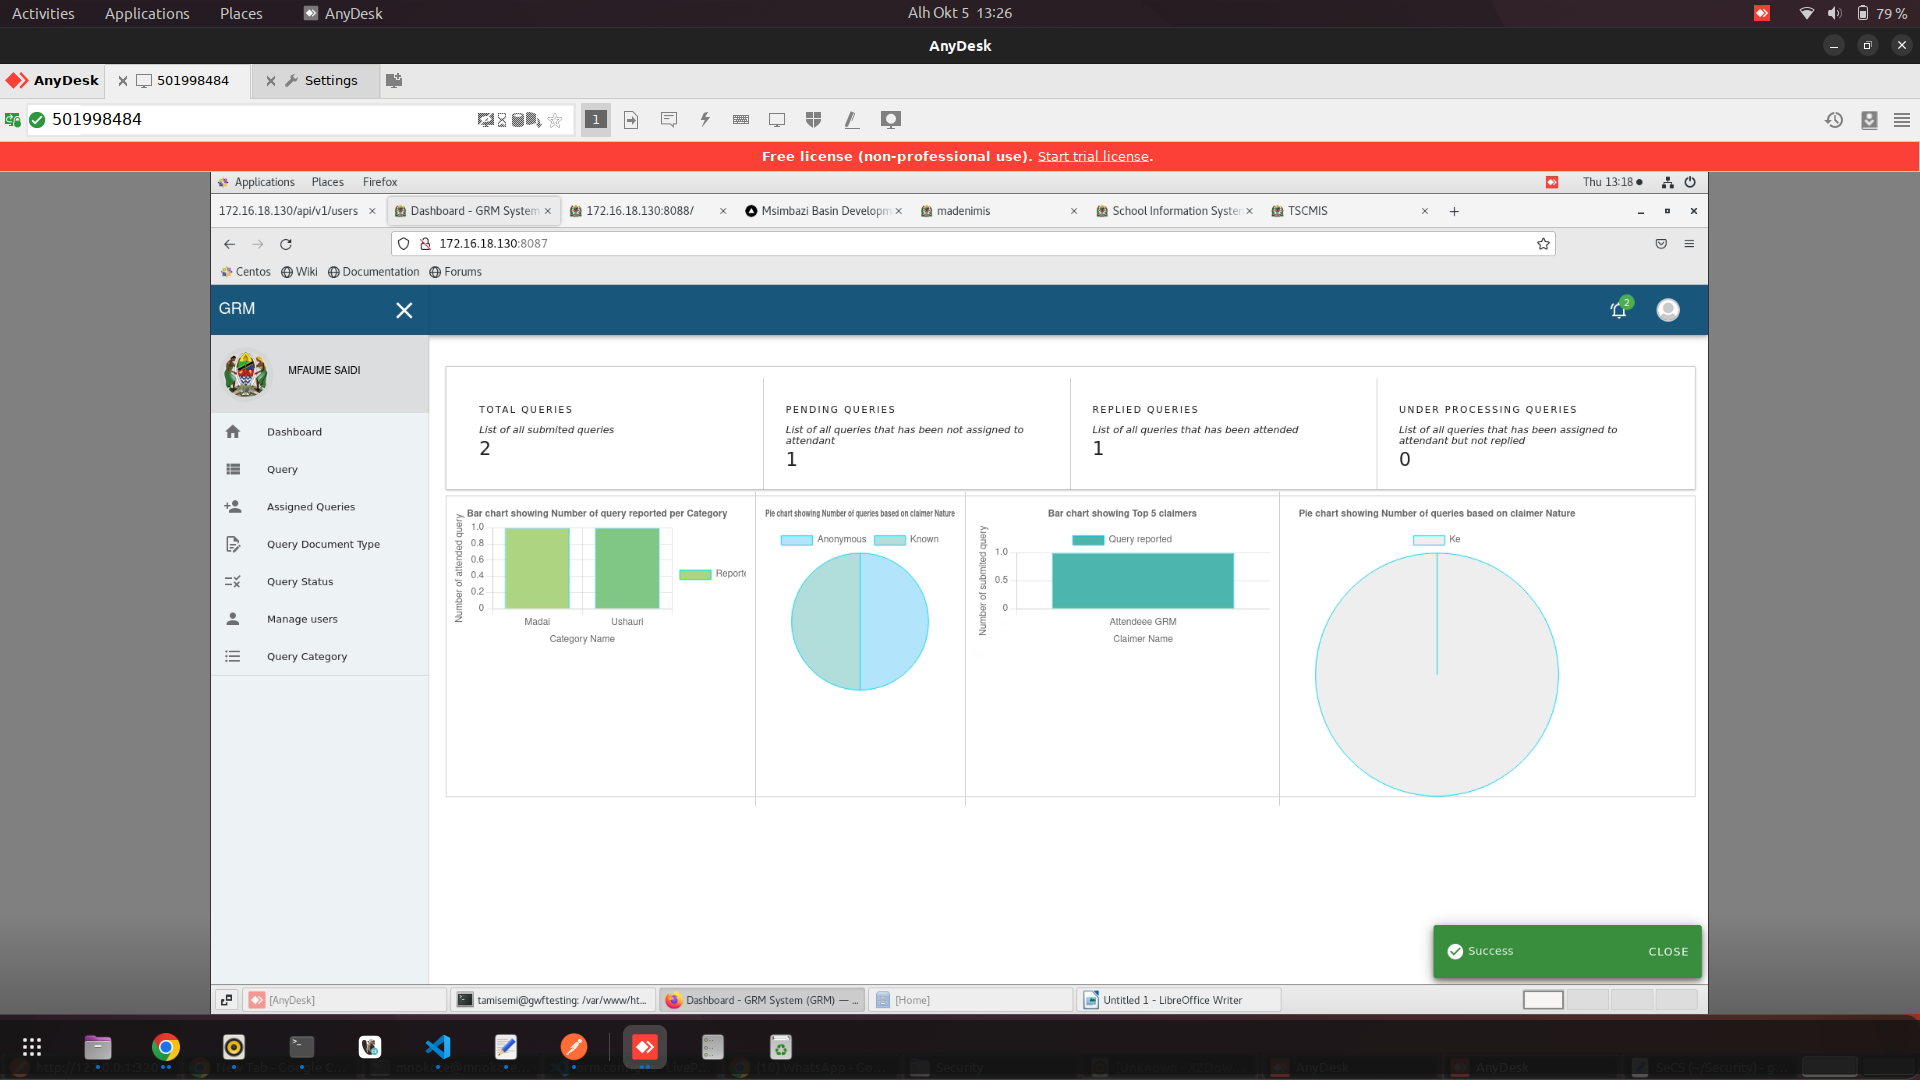 Activities Applications Places AnyDesk Alh Okt 5 13:26 79 %
AnyDesk
AnyDesk 501998484 Settings
501998484 1
Free license (non-professional use). Start trial license.
Applications Places Firefox Thu 13:18
172.16.18.130/api/v1/users Dashboard - GRM System 172.16.18.130:8088/ Msimbazi Basin Developm madenimis School Information System TSCMIS
172.16.18.130:8087
Centos Wiki Documentation Forums
GRM 2
MFAUME SAIDI
Dashboard
Query
Assigned Queries
Query Document Type
Query Status
Manage users
Query Category
TOTAL QUERIES
List of all submited queries
2
PENDING QUERIES
List of all queries that has been not assigned to
attendant
1
REPLIED QUERIES
List of all queries that has been attended
1
UNDER PROCESSING QUERIES
List of all queries that has been assigned to
attendant but not replied
0
Bar chart showing Number of query reported per Category
Number of attended query
1.0
0.8
0.6
0.4
0.2
0
Reporte
Madai Ushauri
Category Name
Pie chart showing Number of queries based on claimer Nature
Anonymous Known
Bar chart showing Top 5 claimers
Query reported
Number of submited query
1.0
0.5
0
Attendeee GRM
Claimer Name
Pie chart showing Number of queries based on claimer Nature
Ke
Success CLOSE
[AnyDesk] tamisemi@gwftesting: /var/www/ht... Dashboard - GRM System (GRM) — ... [Home] Untitled 1 - LibreOffice Writer